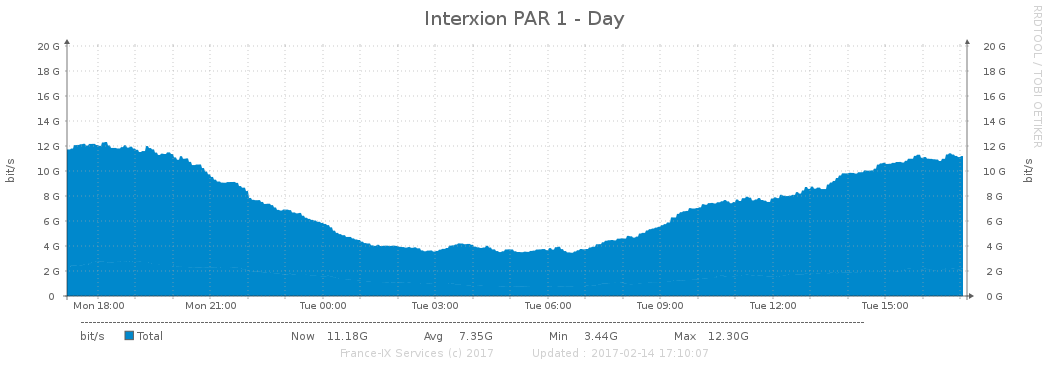 Interxion PAR 1 - Day
RRDTOOL / TOBI OETIKER
bit/s
bit/s
20 G 20 G
18 G 18 G
16 G 16 G
14 G 14 G
12 G 12 G
10 G 10 G
8 G 8 G
6 G 6 G
4 G 4 G
2 G 2 G
0 0 G
Mon 18:00 Mon 21:00 Tue 00:00 Tue 03:00 Tue 06:00 Tue 09:00 Tue 12:00 Tue 15:00
bit/s Total Now 11.18G Avg 7.35G Min 3.44G Max 12.30G
France-IX Services (c) 2017 Updated : 2017-02-14 17:10:07